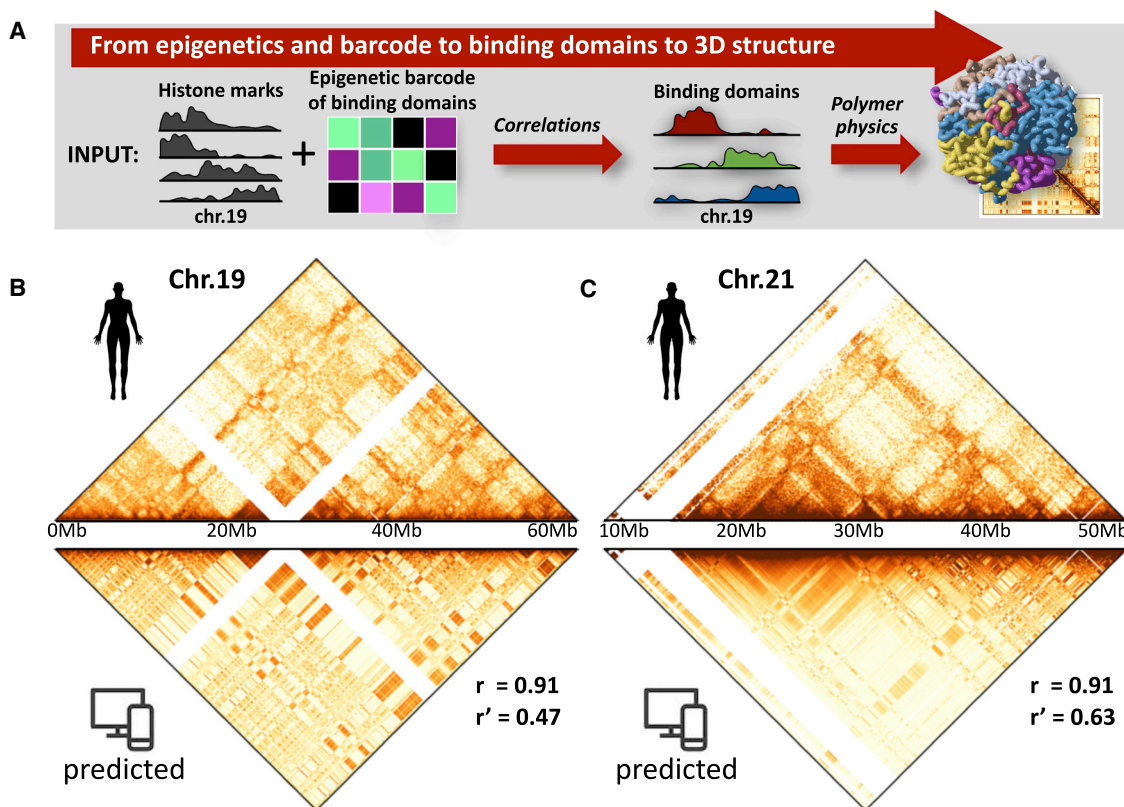 A
From epigenetics and barcode to binding domains to 3D structure
Histone marks
Epigenetic barcode
of binding domains
Binding domains
Correlations
Polymer
physics
INPUT:
+
chr.19
chr.19
B
Chr.19
C
Chr.21
0Mb 20Mb 40Mb 60Mb
10Mb 20Mb 30Mb 40Mb 50Mb
r = 0.91
r' = 0.47
predicted
r = 0.91
r' = 0.63
predicted